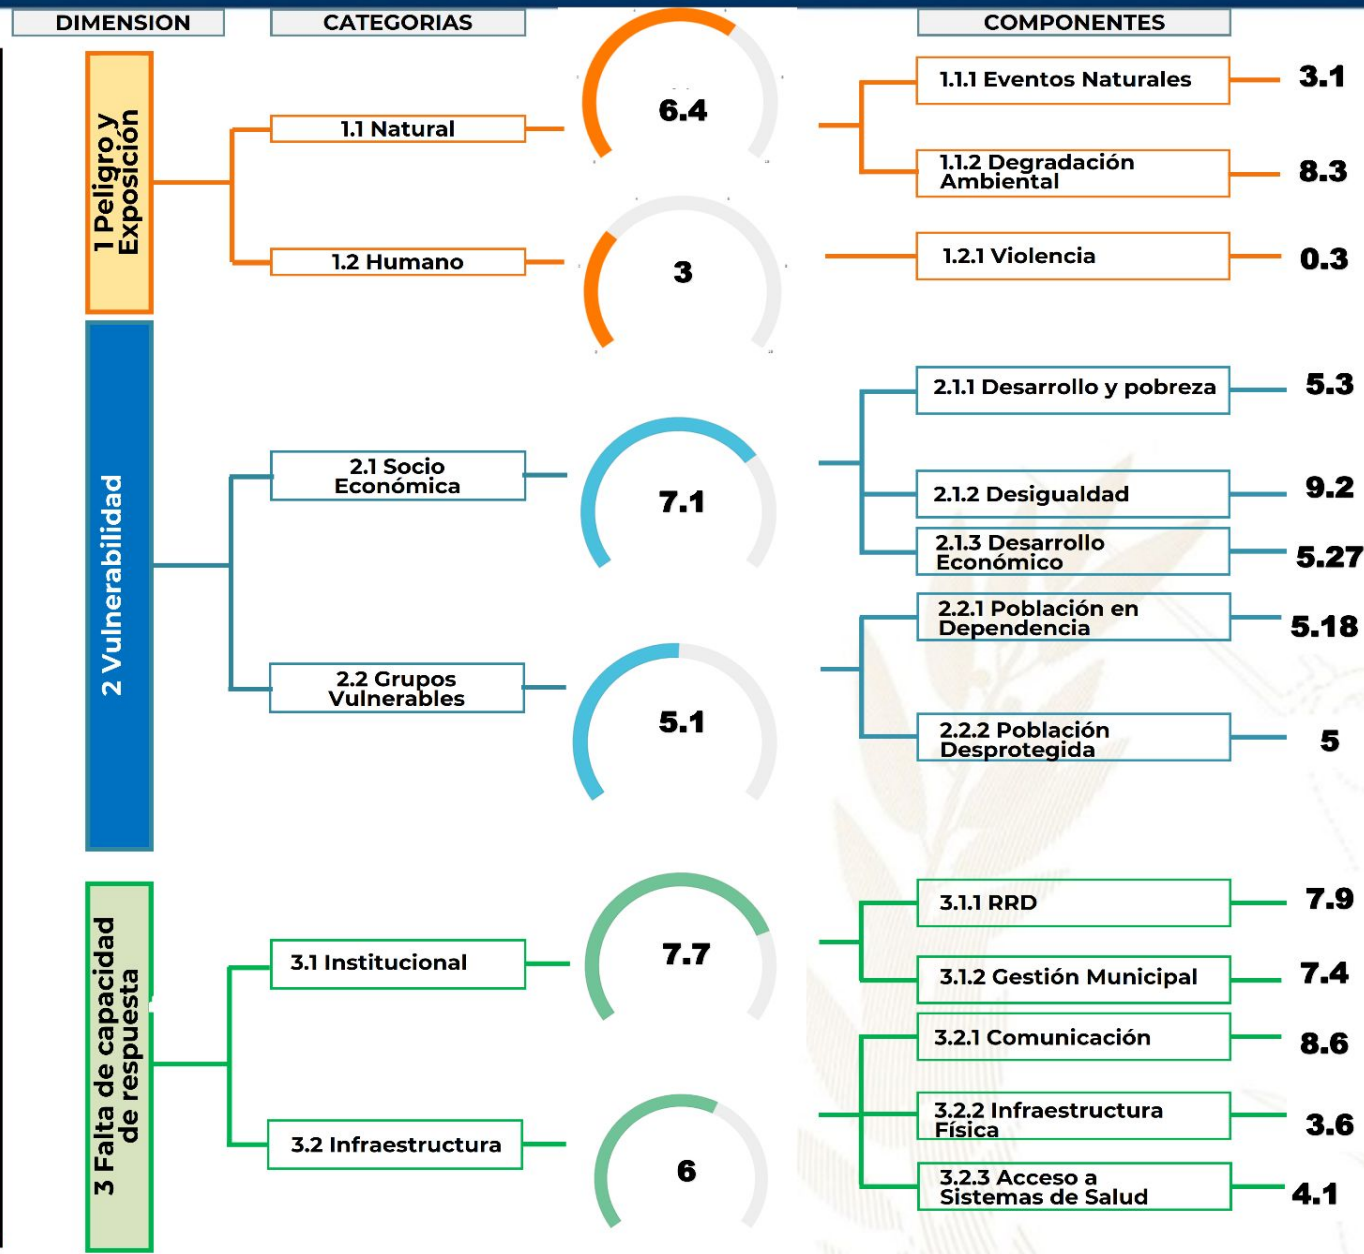 DIMENSION
CATEGORIAS
COMPONENTES
1 Peligro y
Exposición
1.1 Natural
6.4
1.1.1 Eventos Naturales
3.1
1.1.2 Degradación
Ambiental
8.3
1.2 Humano
3
1.2.1 Violencia
0.3
2 Vulnerabilidad
2.1 Socio
Económica
7.1
2.1.1 Desarrollo y pobreza
5.3
2.1.2 Desigualdad
9.2
2.1.3 Desarrollo
Económico
5.27
2.2 Grupos
Vulnerables
5.1
2.2.1 Población en
Dependencia
5.18
2.2.2 Población
Desprotegida
5
3 Falta de capacidad
de respuesta
3.1 Institucional
7.7
3.1.1 RRD
7.9
3.1.2 Gestión Municipal
7.4
3.2 Infraestructura
6
3.2.1 Comunicación
8.6
3.2.2 Infraestructura
Física
3.6
3.2.3 Acceso a
Sistemas de Salud
4.1